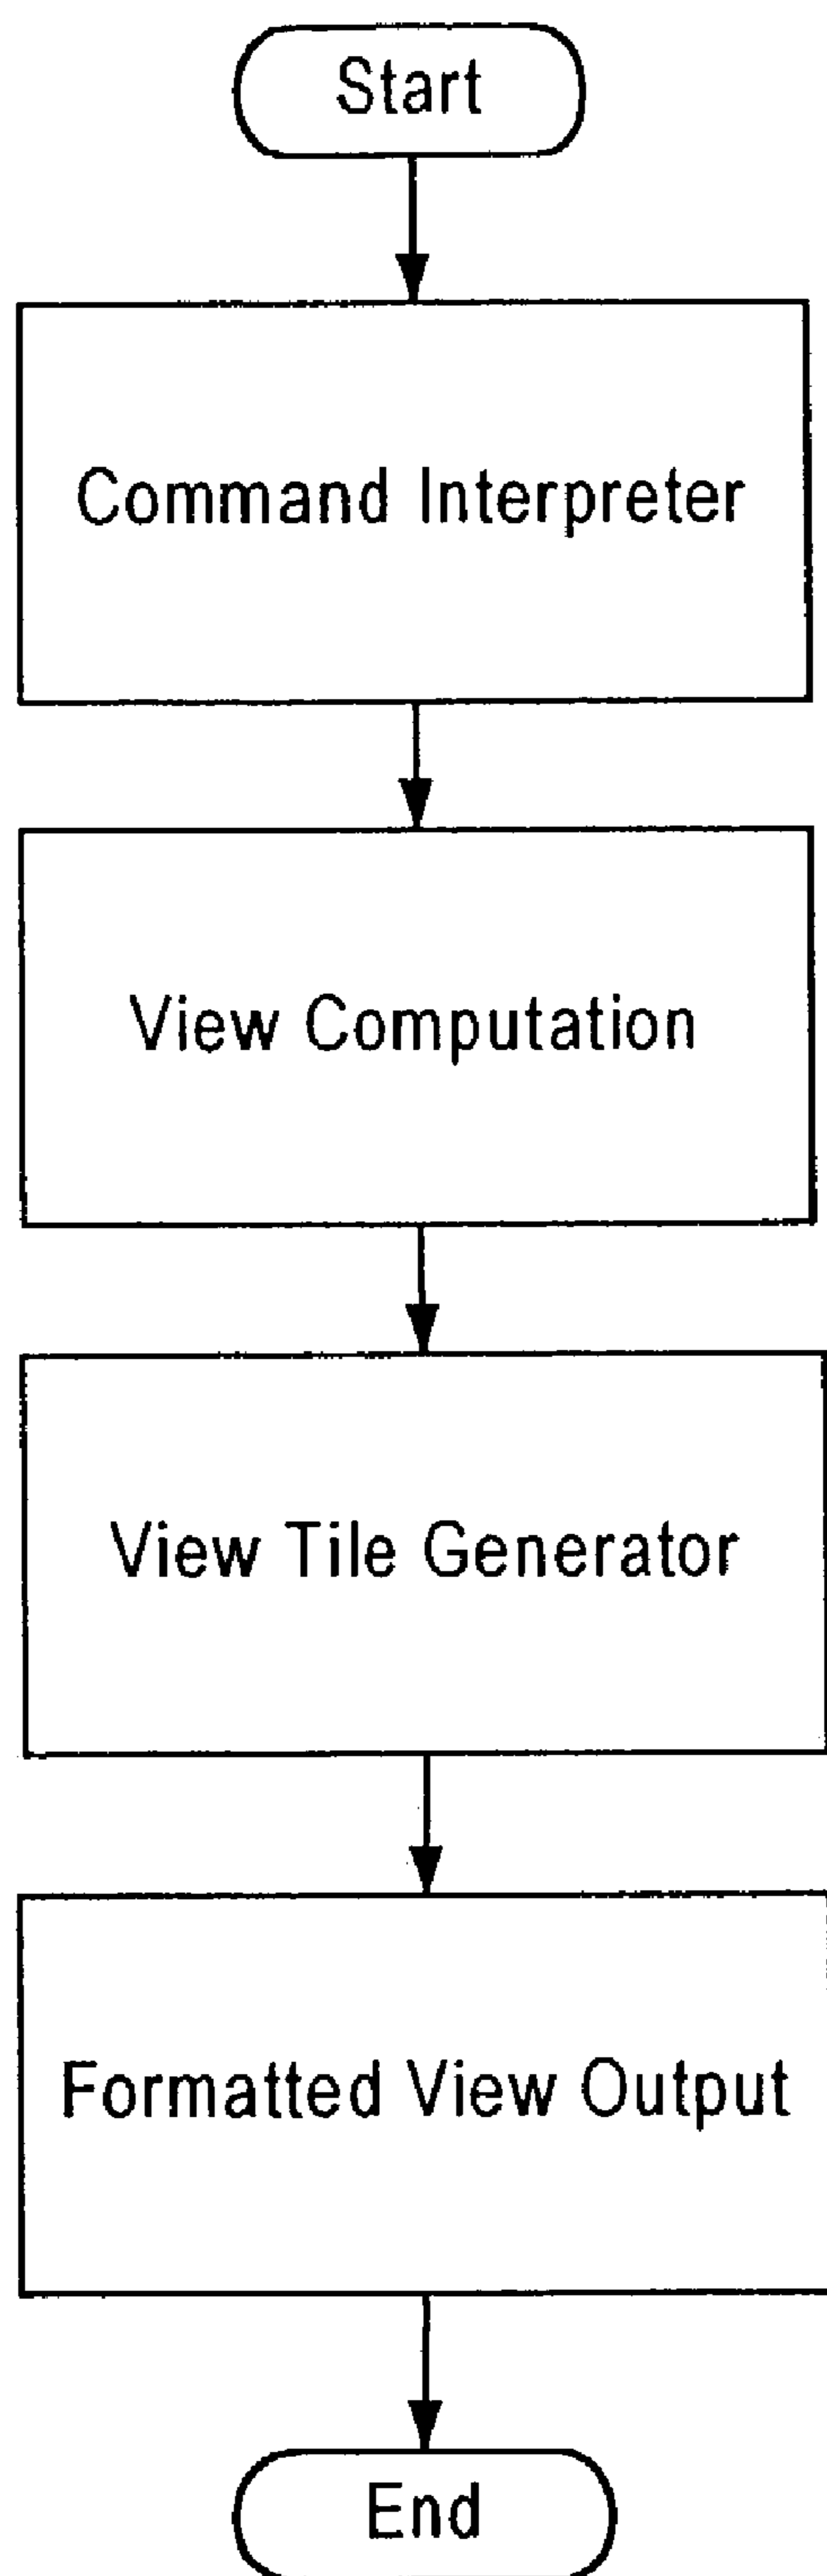 Start
Command Interpreter
View Computation
View Tile Generator
Formatted View Output
End